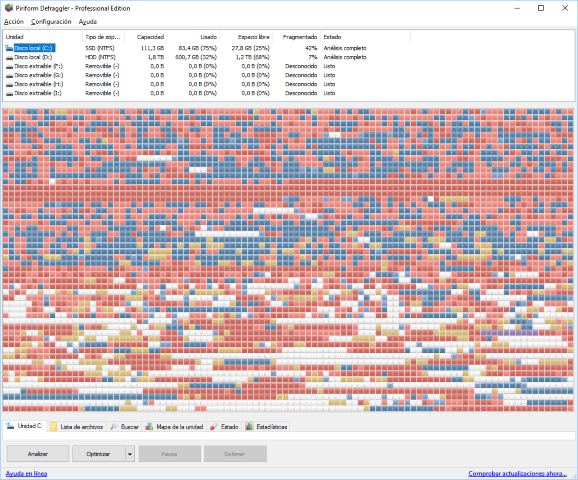 Piriform Defraggler - Professional Edition
Acción Configuración Ayuda
Unidad Tipo de sop... Capacidad Usado Espacio libre Fragmentado Estado
Disco local (C:) SSD (NTFS) 111,3 GB 83,4 GB (75%) 27,8 GB (25%) 42% Análisis completo
Disco local (D:) HDD (NTFS) 1,8 TB 600,7 GB (32%) 1,2 TB (68%) 7% Análisis completo
Disco extraíble (F:) Removible (-) 0,0 B 0,0 B (0%) 0,0 B (0%) Desconocido Listo
Disco extraíble (G:) Removible (-) 0,0 B 0,0 B (0%) 0,0 B (0%) Desconocido Listo
Disco extraíble (H:) Removible (-) 0,0 B 0,0 B (0%) 0,0 B (0%) Desconocido Listo
Disco extraíble (I:) Removible (-) 0,0 B 0,0 B (0%) 0,0 B (0%) Desconocido Listo
Unidad C: Lista de archivos Buscar Mapa de la unidad Estado Estadísticas
Analizar Optimizar Pausa Detener
Ayuda en línea Comprobar actualizaciones ahora...